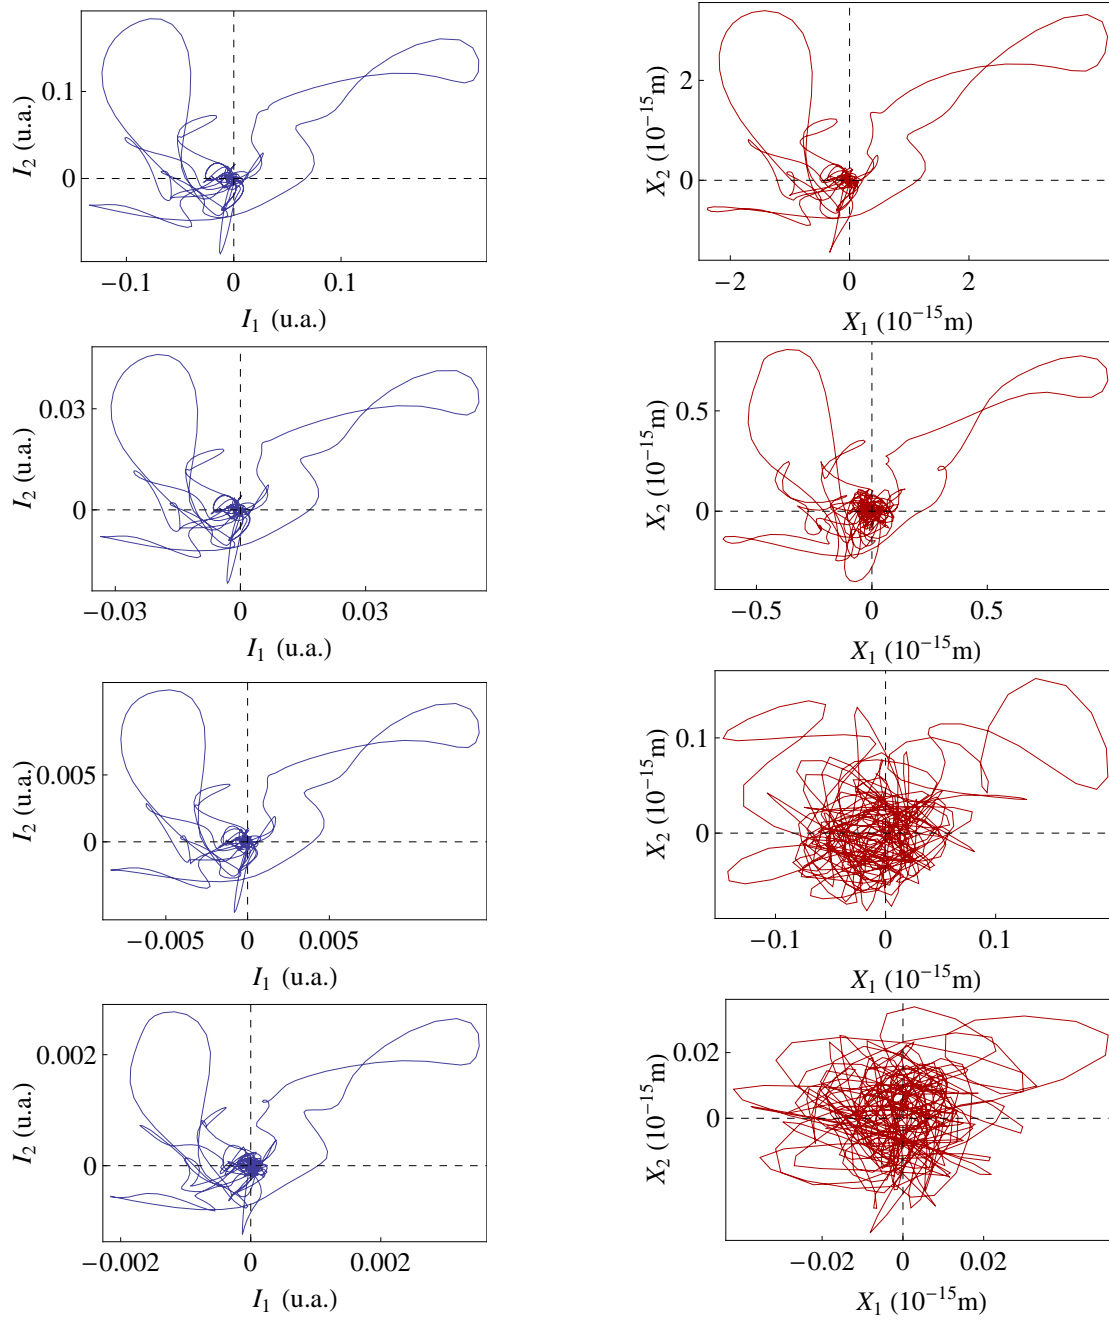 I₂ (u.a.)
0.1
0
−0.1 0 0.1
I₁ (u.a.)
X₂ (10⁻¹⁵m)
2
0
−2 0 2
X₁ (10⁻¹⁵m)
I₂ (u.a.)
0.03
0
−0.03 0 0.03
I₁ (u.a.)
X₂ (10⁻¹⁵m)
0.5
0
−0.5 0 0.5
X₁ (10⁻¹⁵m)
I₂ (u.a.)
0.005
0
−0.005 0 0.005
I₁ (u.a.)
X₂ (10⁻¹⁵m)
0.1
0
−0.1 0 0.1
X₁ (10⁻¹⁵m)
I₂ (u.a.)
0.002
0
−0.002 0 0.002
I₁ (u.a.)
X₂ (10⁻¹⁵m)
0.02
0
−0.02 0 0.02
X₁ (10⁻¹⁵m)